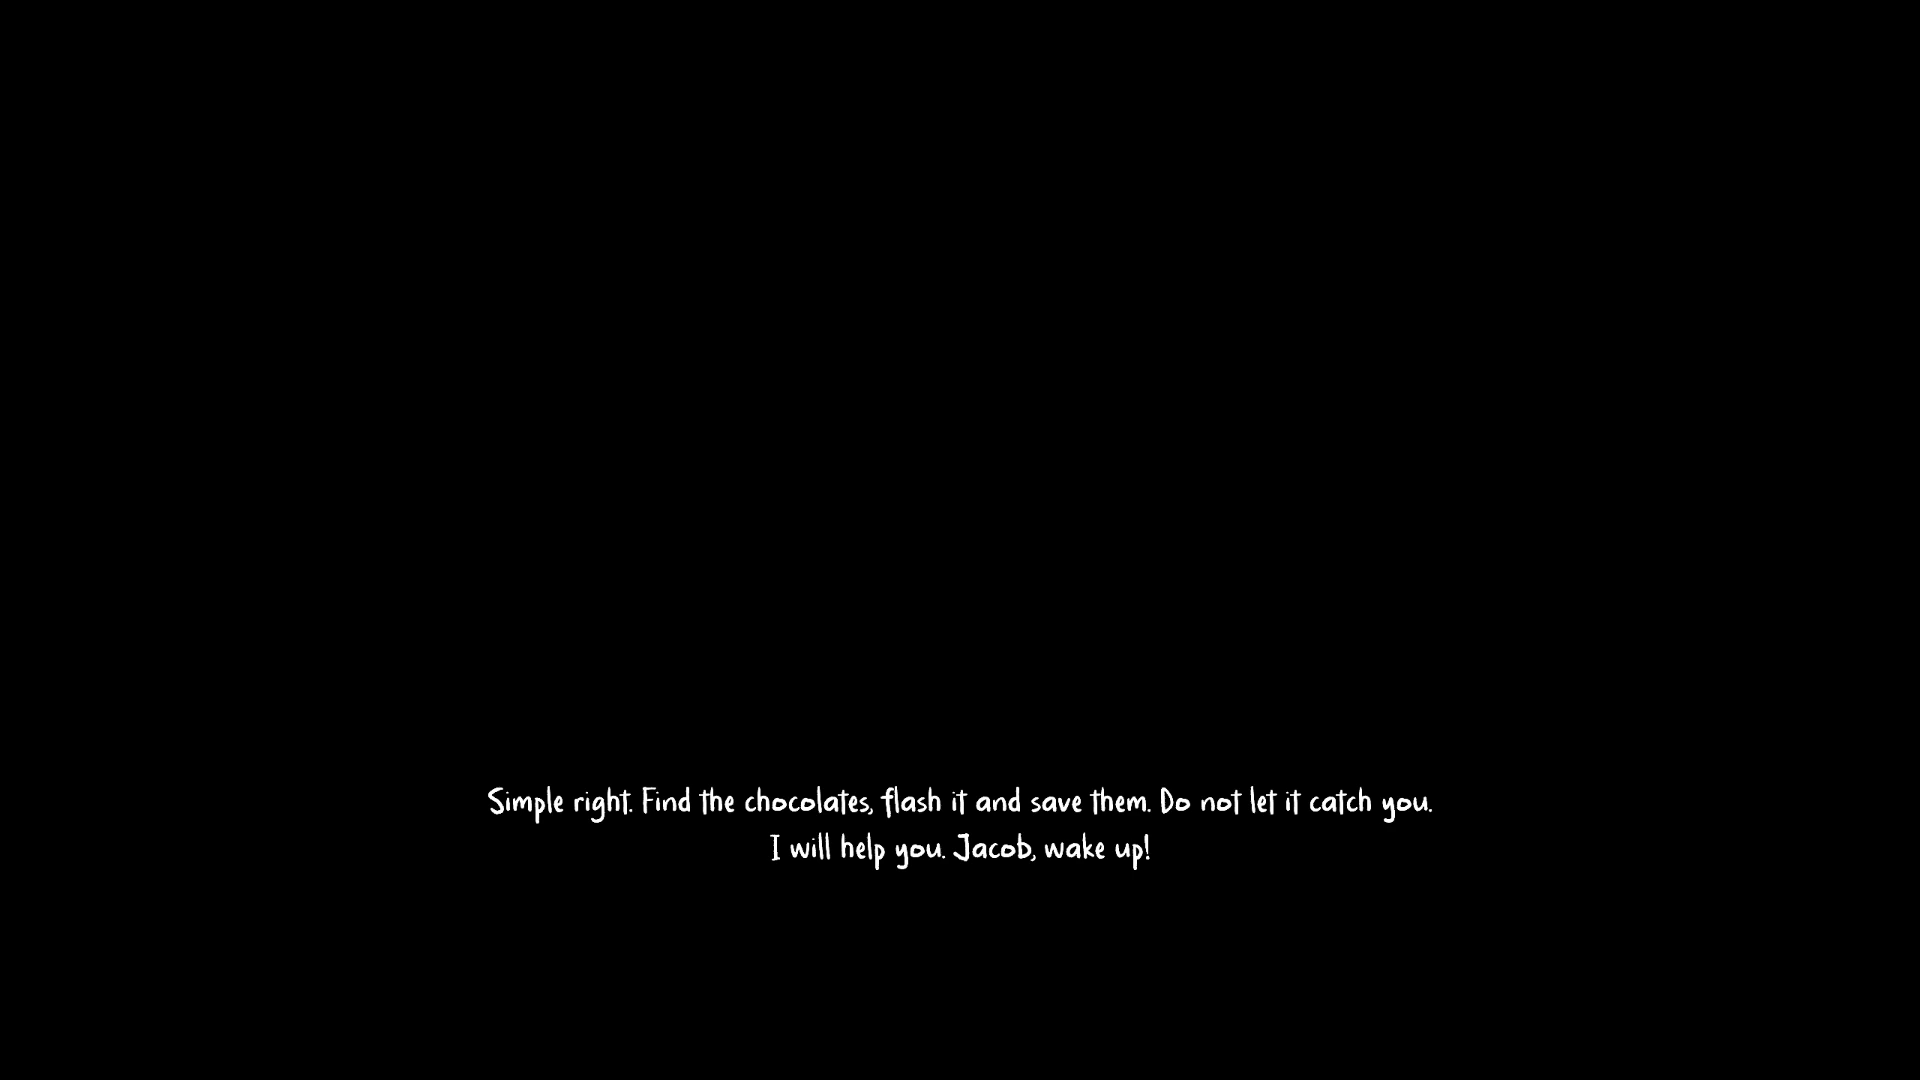 Simple right. Find the chocolates, flash it and save them. Do not let it catch you.
I will help you. Jacob, wake up!